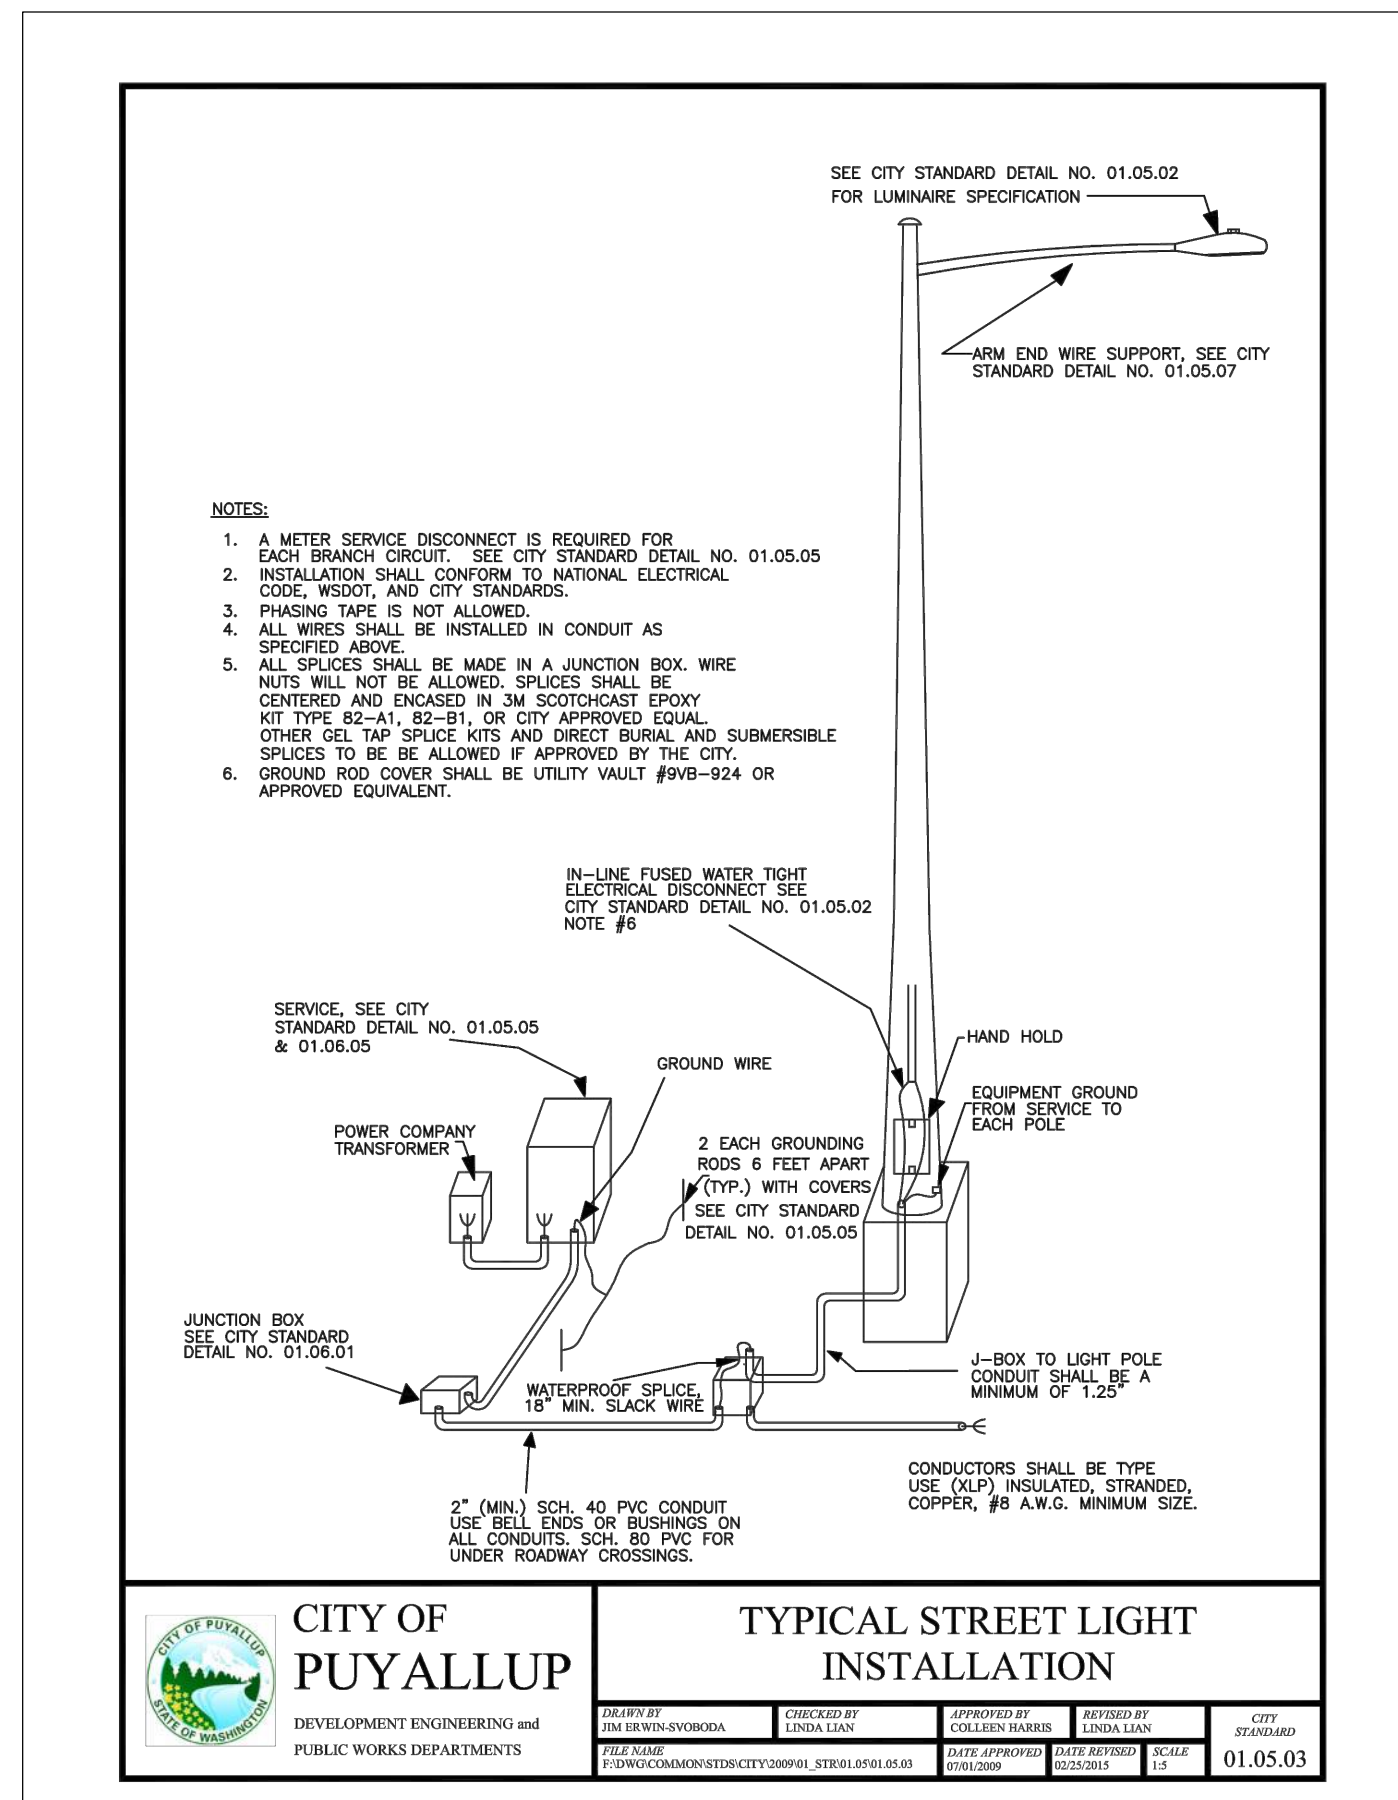 SEE CITY STANDARD DETAIL NO. 01.05.02
FOR LUMINAIRE SPECIFICATION
ARM END WIRE SUPPORT, SEE CITY
STANDARD DETAIL NO. 01.05.07
NOTES:
1. A METER SERVICE DISCONNECT IS REQUIRED FOR
EACH BRANCH CIRCUIT. SEE CITY STANDARD DETAIL NO. 01.05.05
2. INSTALLATION SHALL CONFORM TO NATIONAL ELECTRICAL
CODE, WSDOT, AND CITY STANDARDS.
3. PHASING TAPE IS NOT ALLOWED.
4. ALL WIRES SHALL BE INSTALLED IN CONDUIT AS
SPECIFIED ABOVE.
5. ALL SPLICES SHALL BE MADE IN A JUNCTION BOX. WIRE
NUTS WILL NOT BE ALLOWED. SPLICES SHALL BE
CENTERED AND ENCASED IN 3M SCOTCHCAST EPOXY
KIT TYPE 82-A1, 82-B1, OR CITY APPROVED EQUAL.
OTHER GEL TAP SPLICE KITS AND DIRECT BURIAL AND SUBMERSIBLE
SPLICES TO BE BE ALLOWED IF APPROVED BY THE CITY.
6. GROUND ROD COVER SHALL BE UTILITY VAULT #9VB-924 OR
APPROVED EQUIVALENT.
IN-LINE FUSED WATER TIGHT
ELECTRICAL DISCONNECT SEE
CITY STANDARD DETAIL NO. 01.05.02
NOTE #6
SERVICE, SEE CITY
STANDARD DETAIL NO. 01.05.05
& 01.06.05
GROUND WIRE
HAND HOLD
EQUIPMENT GROUND
FROM SERVICE TO
EACH POLE
POWER COMPANY
TRANSFORMER
2 EACH GROUNDING
RODS 6 FEET APART
(TYP.) WITH COVERS
SEE CITY STANDARD
DETAIL NO. 01.05.05
JUNCTION BOX
SEE CITY STANDARD
DETAIL NO. 01.06.01
WATERPROOF SPLICE,
18" MIN. SLACK WIRE
J-BOX TO LIGHT POLE
CONDUIT SHALL BE A
MINIMUM OF 1.25"
CONDUCTORS SHALL BE TYPE
USE (XLP) INSULATED, STRANDED,
COPPER, #8 A.W.G. MINIMUM SIZE.
2" (MIN.) SCH. 40 PVC CONDUIT
USE BELL ENDS OR BUSHINGS ON
ALL CONDUITS. SCH. 80 PVC FOR
UNDER ROADWAY CROSSINGS.
CITY OF PUYALLUP
STATE OF WASHINGTON
CITY OF
PUYALLUP
DEVELOPMENT ENGINEERING and
PUBLIC WORKS DEPARTMENTS
TYPICAL STREET LIGHT
INSTALLATION
DRAWN BY
JIM ERWIN-SVOBODA
CHECKED BY
LINDA LIAN
APPROVED BY
COLLEEN HARRIS
REVISED BY
LINDA LIAN
FILE NAME
F:\DWG\COMMON\STDS\CITY\2009\01_STR\01.05\01.05.03
DATE APPROVED
07/01/2009
DATE REVISED
02/25/2015
SCALE
1:5
CITY
STANDARD
01.05.03